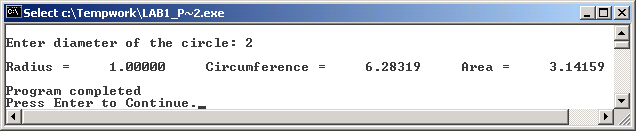 Select c:\Tempwork\LAB1_P~2.exe
Enter diameter of the circle: 2
Radius =     1.00000     Circumference =     6.28319     Area =     3.14159
Program completed
Press Enter to Continue._